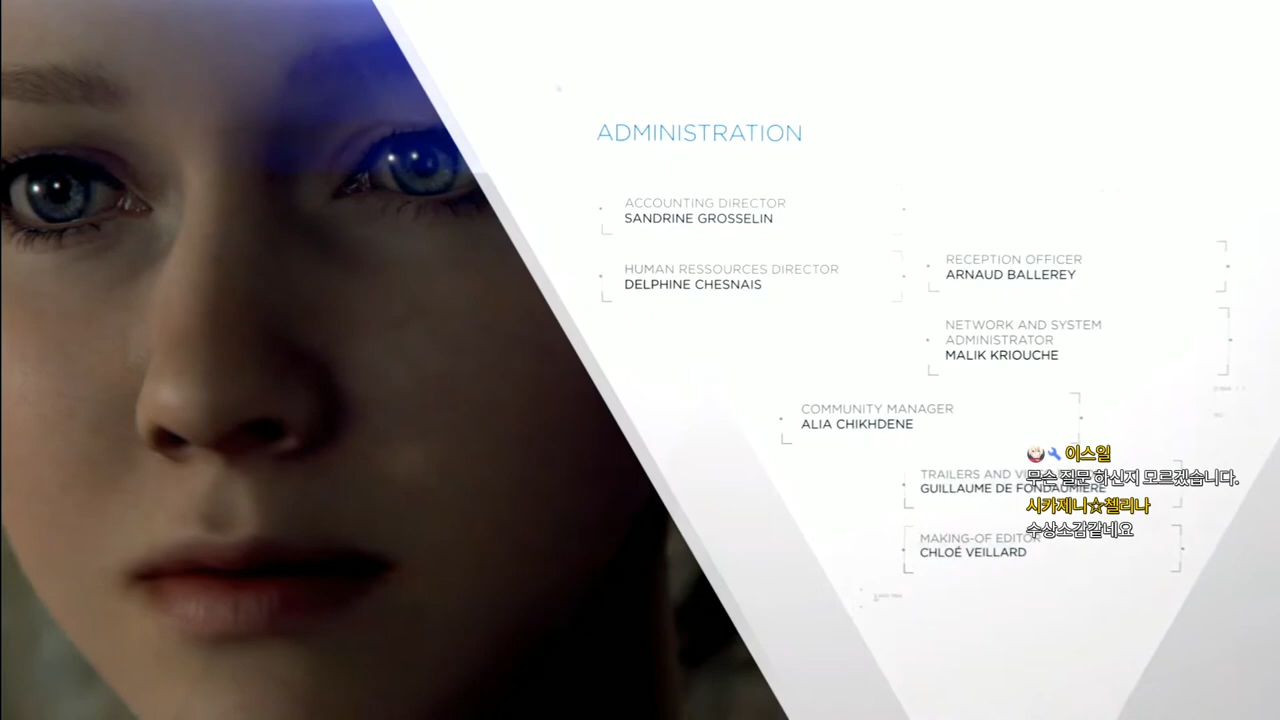 ADMINISTRATION
ACCOUNTING DIRECTOR
SANDRINE GROSSELIN
HUMAN RESSOURCES DIRECTOR
DELPHINE CHESNAIS
RECEPTION OFFICER
ARNAUD BALLEREY
NETWORK AND SYSTEM
ADMINISTRATOR
MALIK KRIOUCHE
COMMUNITY MANAGER
ALIA CHIKHDENE
이스일
TRAILERS AND
무슨 질문 하신지 모르겠습니다.
GUILLAUME DE FONDAUMIERE
시카제니☆첼리나
수상소감같네요
MAKING-OF EDITOR
CHLOÉ VEILLARD